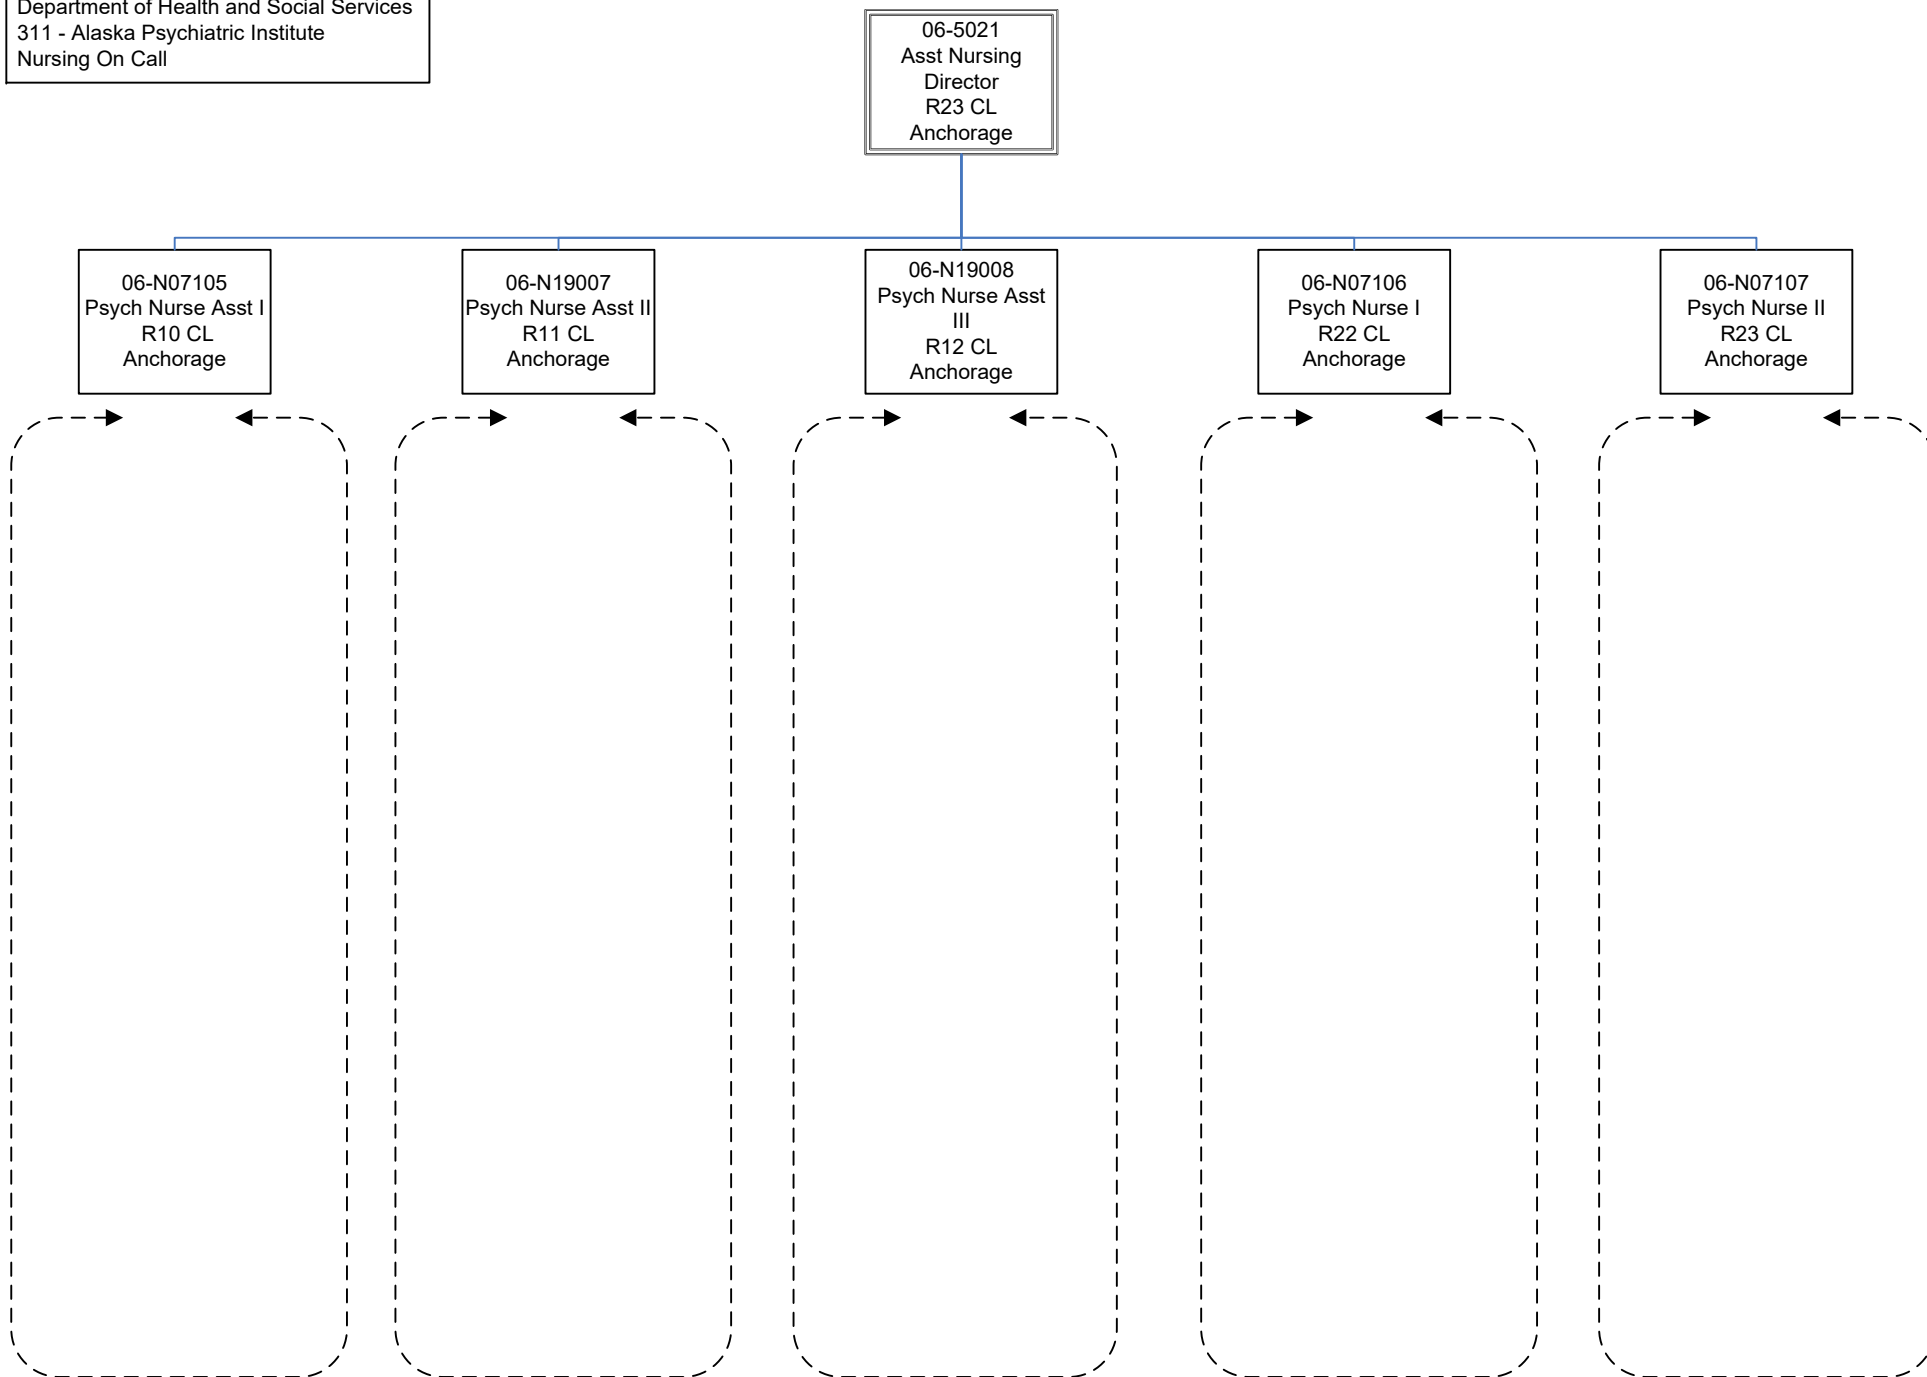 Department of Health and Social Services
311 - Alaska Psychiatric Institute
Nursing On Call
06-5021
Asst Nursing
Director
R23 CL
Anchorage
06-N07105
Psych Nurse Asst I
R10 CL
Anchorage
06-N19007
Psych Nurse Asst II
R11 CL
Anchorage
06-N19008
Psych Nurse Asst
III
R12 CL
Anchorage
06-N07106
Psych Nurse I
R22 CL
Anchorage
06-N07107
Psych Nurse II
R23 CL
Anchorage